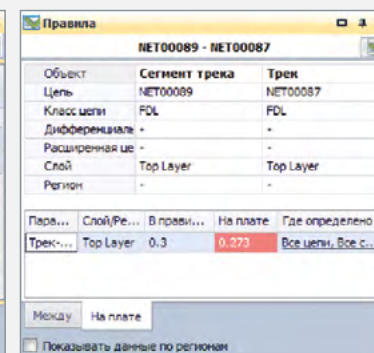 Правила
NET00089 - NET00087
Объект Сегмент трека Трек
Цепь NET00089 NET00087
Класс цепи FDL FDL
Дифференциаль - -
Расширенная це - -
Слой Top Layer Top Layer
Регион - -
Пара... Слой/Ре... В прави... На плате Где определено
Трек-... Top Layer 0.3 0.273 Все цепи, Все с...
Между На плате
Показывать данные по регионам